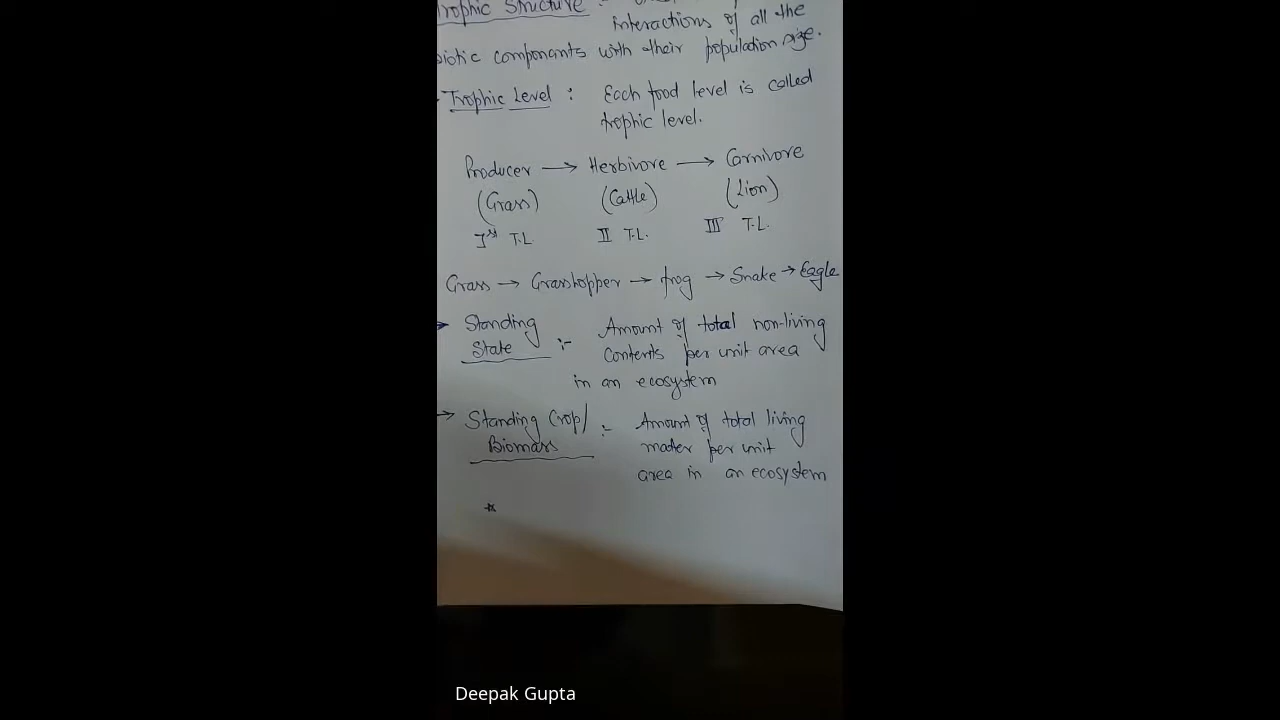 Trophic Structure :-
interactions of all the
biotic componants with their population size.
Trophic Level : Each food level is called
trophic level.
Producer → Herbivore → Carnivore
(Grass) (Cattle) (Lion)
Ist T.L. II T.L. III T.L.
Grass → Grasshopper → frog → Snake → Eagle
→ Standing State :- Amount of total non-living
contents per unit area
in an ecosystem
→ Standing Crop/ Biomass :- Amount of total living
matter per unit
area in an ecosystem
*
Deepak Gupta